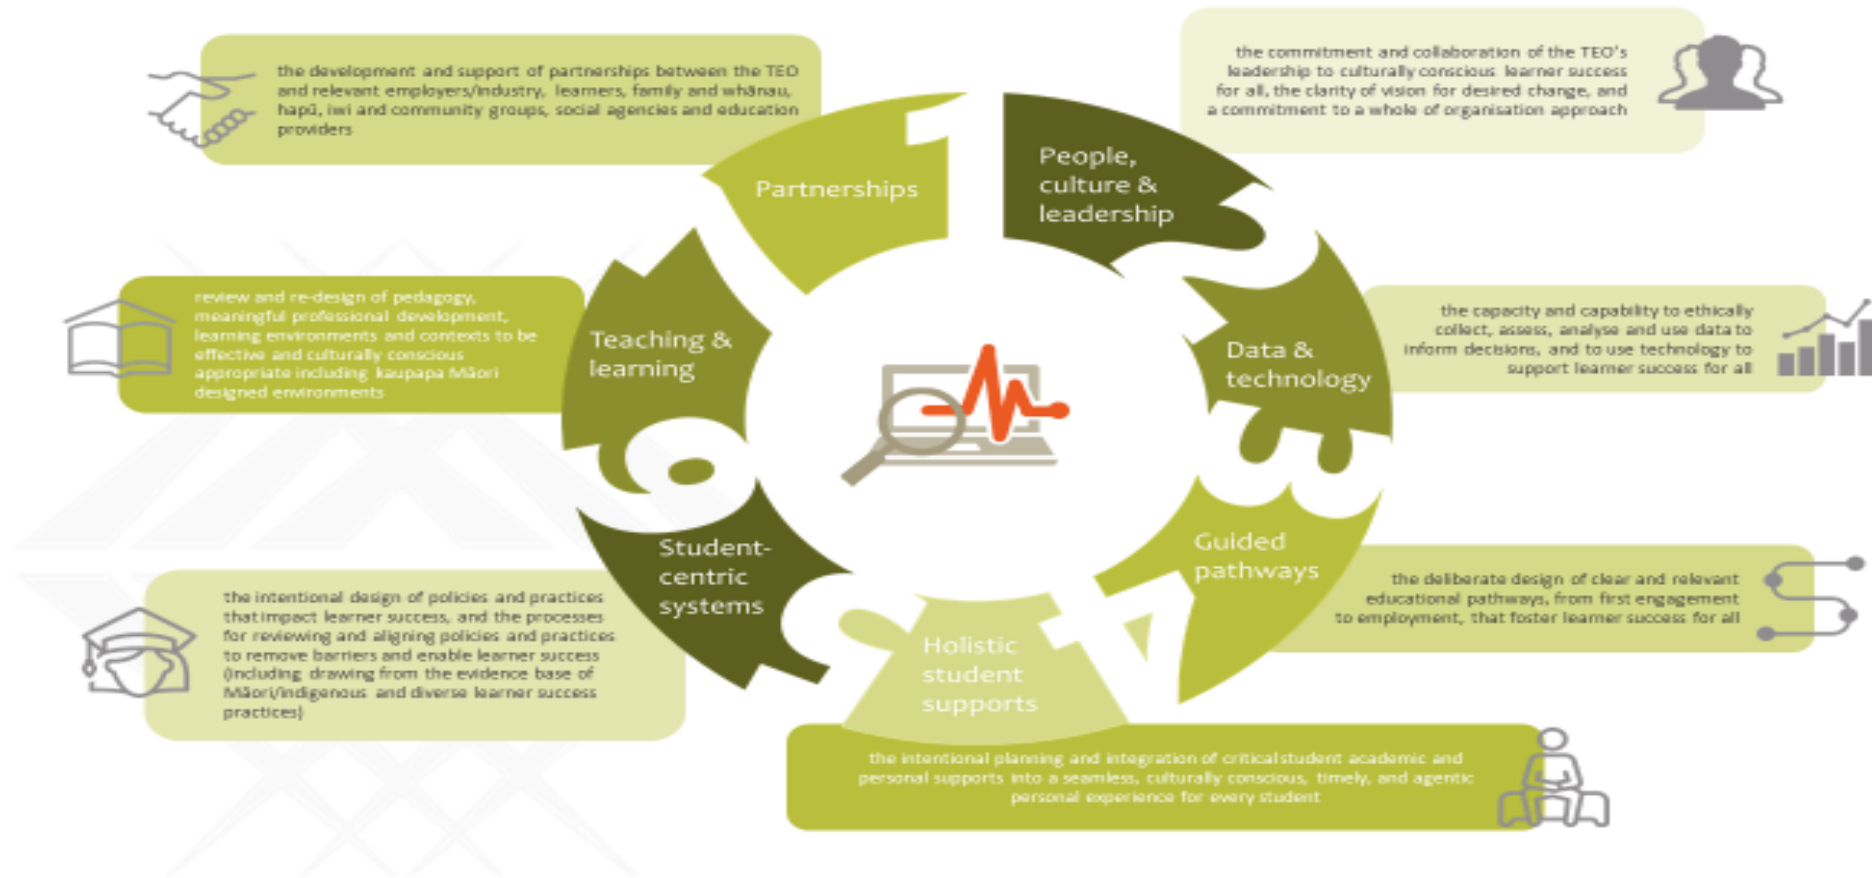 the development and support of partnerships between the TEO
and relevant employers/industry, learners, family and whānau,
hapū, iwi and community groups, social agencies and education
providers
the commitment and collaboration of the TEO's
leadership to culturally conscious learner success
for all, the clarity of vision for desired change, and
a commitment to a whole of organisation approach
1
Partnerships
People,
culture &
leadership
2
review and re-design of pedagogy,
meaningful professional development,
learning environments and contexts to be
effective and culturally conscious
appropriate including kaupapa Māori
designed environments
Teaching &
learning
Data &
technology
the capacity and capability to ethically
collect, assess, analyse and use data to
inform decisions, and to use technology to
support learner success for all
6
3
Student-
centric
systems
Guided
pathways
the deliberate design of clear and relevant
educational pathways, from first engagement
to employment, that foster learner success for all
the intentional design of policies and practices
that impact learner success, and the processes
for reviewing and aligning policies and practices
to remove barriers and enable learner success
(including drawing from the evidence base of
Māori/indigenous and diverse learner success
practices)
5
4
Holistic
student
supports
the intentional planning and integration of critical student academic and
personal supports into a seamless, culturally conscious, timely, and agentic
personal experience for every student